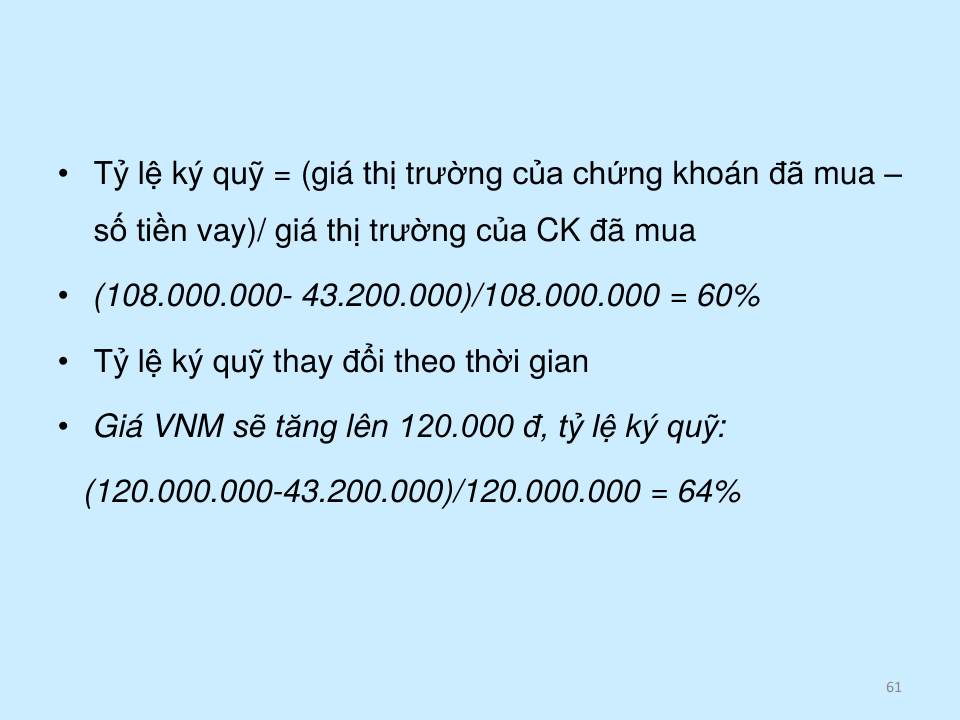 • Tỷ lệ ký quỹ = (giá thị trường của chứng khoán đã mua –
số tiền vay)/ giá thị trường của CK đã mua
• (108.000.000- 43.200.000)/108.000.000 = 60%
• Tỷ lệ ký quỹ thay đổi theo thời gian
• Giá VNM sẽ tăng lên 120.000 đ, tỷ lệ ký quỹ:
(120.000.000-43.200.000)/120.000.000 = 64%
61